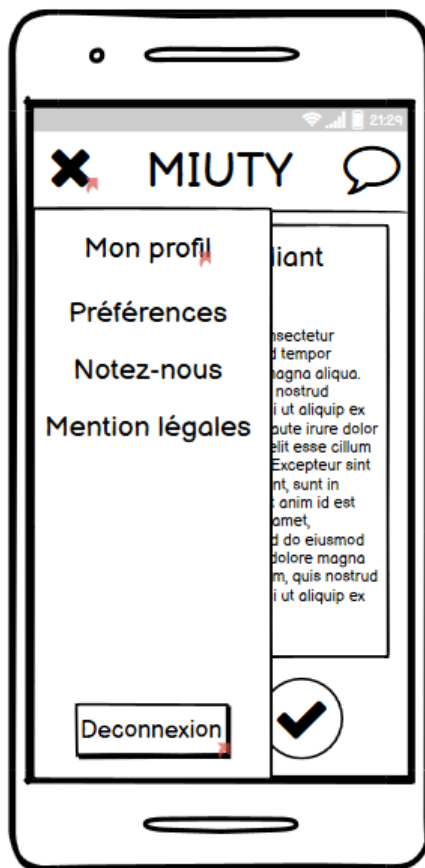 21:29
MIUTY
Mon profil
Préférences
Notez-nous
Mention légales
Deconnexion
liant
nsectetur
d tempor
magna aliqua.
nostrud
i ut aliquip ex
aute irure dolor
elit esse cillum
Excepteur sint
nt, sunt in
t anim id est
amet,
d do eiusmod
dolore magna
m, quis nostrud
i ut aliquip ex